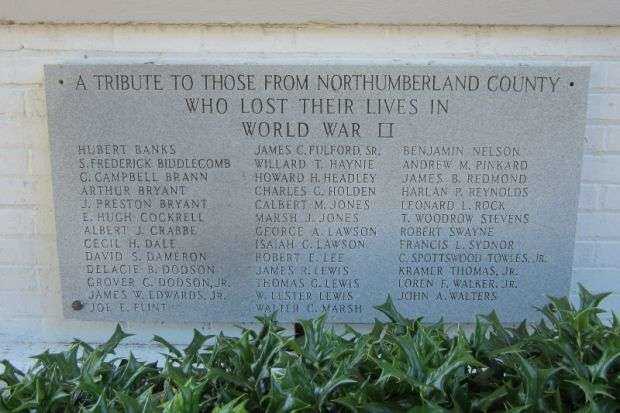 • A TRIBUTE TO THOSE FROM NORTHUMBERLAND COUNTY •
WHO LOST THEIR LIVES IN
WORLD WAR II
HUBERT BANKS
S. FREDERICK BIDDLECOMB
C. CAMPBELL BRANN
ARTHUR BRYANT
J. PRESTON BRYANT
E. HUGH COCKRELL
ALBERT J. CRABBE
CECIL H. DALE
DAVID S. DAMERON
DELACIE B. DODSON
GROVER C. DODSON, JR.
JAMES W. EDWARDS, JR.
JOE E. FLINT
JAMES C. FULFORD, SR.
WILLARD T. HAYNIE
HOWARD H. HEADLEY
CHARLES G. HOLDEN
CALBERT M. JONES
MARSH J. JONES
GEORGE A. LAWSON
ISAIAH C. LAWSON
ROBERT E. LEE
JAMES R. LEWIS
THOMAS G. LEWIS
W. LUSTER LEWIS
WALTER C. MARSH
BENJAMIN NELSON
ANDREW M. PINKARD
JAMES B. REDMOND
HARLAN P. REYNOLDS
LEONARD L. ROCK
T. WOODROW STEVENS
ROBERT SWAYNE
FRANCIS L. SYDNOR
C. SPOTTSWOOD TOWLES, JR.
KRAMER THOMAS, JR.
LOREN F. WALKER, JR.
JOHN A. WALTERS